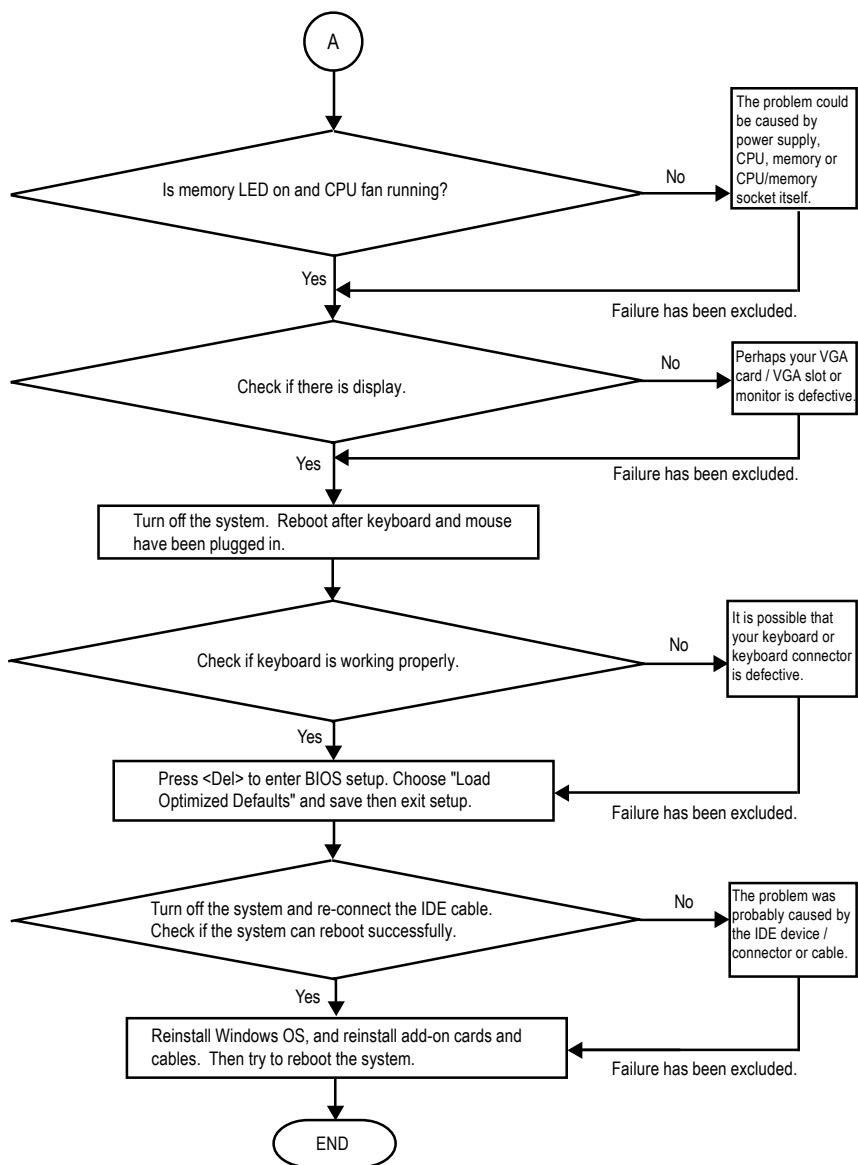 A
Is memory LED on and CPU fan running?
No
The problem could
be caused by
power supply,
CPU, memory or
CPU/memory
socket itself.
Yes
Failure has been excluded.
Check if there is display.
No
Perhaps your VGA
card / VGA slot or
monitor is defective.
Yes
Failure has been excluded.
Turn off the system.  Reboot after keyboard and mouse
have been plugged in.
Check if keyboard is working properly.
No
It is possible that
your keyboard or
keyboard connector
is defective.
Yes
Press <Del> to enter BIOS setup. Choose "Load
Optimized Defaults" and save then exit setup.
Failure has been excluded.
Turn off the system and re-connect the IDE cable.
Check if the system can reboot successfully.
No
The problem was
probably caused by
the IDE device /
connector or cable.
Yes
Reinstall Windows OS, and reinstall add-on cards and
cables.  Then try to reboot the system.
Failure has been excluded.
END